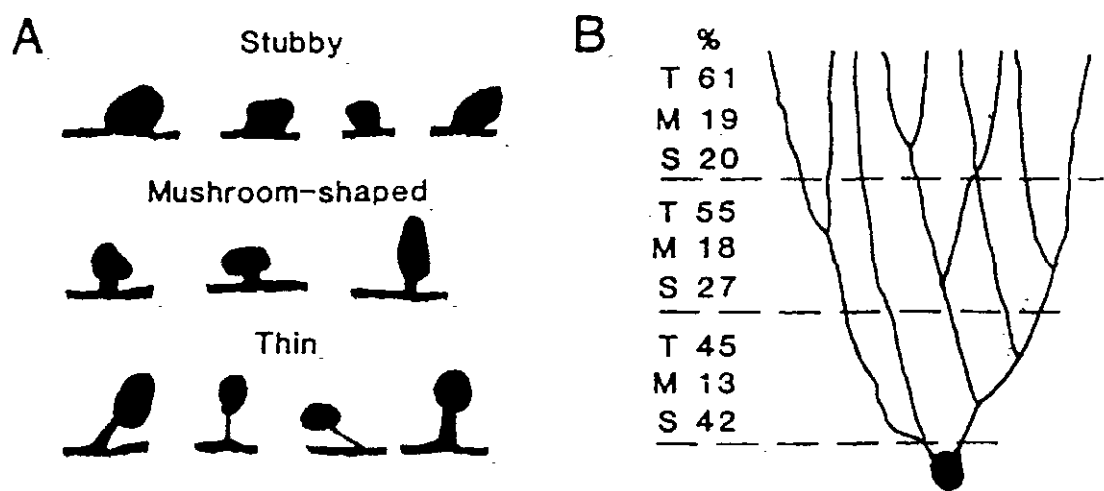 A
Stubby
Mushroom-shaped
Thin
B
%
T 61
M 19
S 20
T 55
M 18
S 27
T 45
M 13
S 42